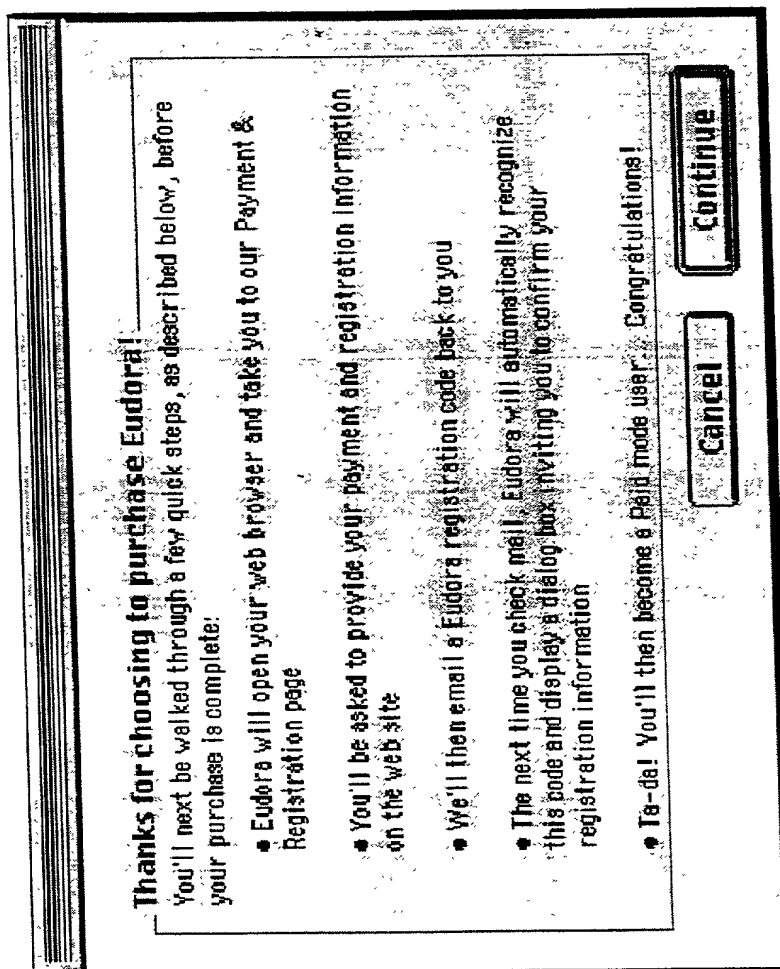 Thanks for choosing to purchase Eudora!
You'll next be walked through a few quick steps, as described below, before
your purchase is complete:
● Eudora will open your web browser and take you to our Payment &
Registration page
● You'll be asked to provide your payment and registration information
on the web site
● We'll then email a Eudora registration code back to you
● The next time you check mail, Eudora will automatically recognize
this code and display a dialog box inviting you to confirm your
registration information
● Ta-da! You'll then become a Paid mode user... Congratulations!
Cancel
Continue